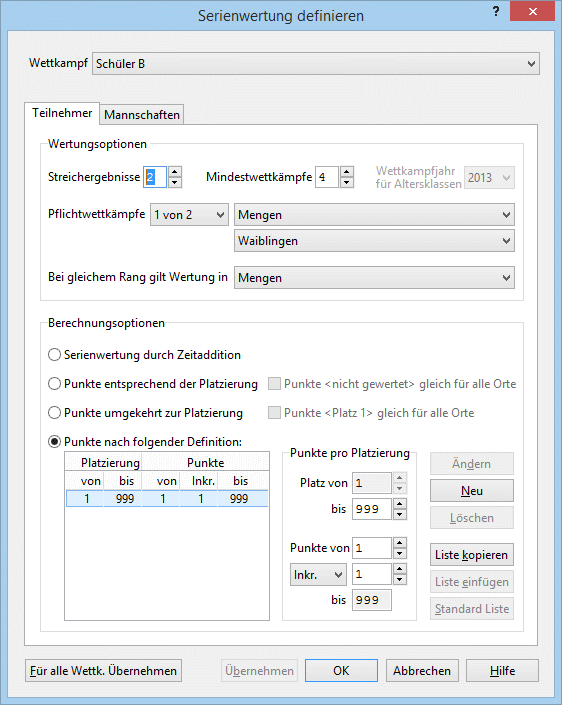 Serienwertung definieren
?
Wettkampf Schüler B
Teilnehmer Mannschaften
Wertungsoptionen
Streichergebnisse 2 Mindestwettkämpfe 4 Wettkampfjahr für Altersklassen 2013
Pflichtwettkämpfe 1 von 2 Mengen
Waiblingen
Bei gleichem Rang gilt Wertung in Mengen
Berechnungsoptionen
Serienwertung durch Zeitaddition
Punkte entsprechend der Platzierung Punkte <nicht gewertet> gleich für alle Orte
Punkte umgekehrt zur Platzierung Punkte <Platz 1> gleich für alle Orte
Punkte nach folgender Definition:
Platzierung Punkte
von bis von Inkr. bis
1 999 1 1 999
Punkte pro Platzierung
Platz von 1
bis 999
Punkte von 1
Inkr. 1
bis 999
Ändern
Neu
Löschen
Liste kopieren
Liste einfügen
Standard Liste
Für alle Wettk. Übernehmen Übernehmen OK Abbrechen Hilfe